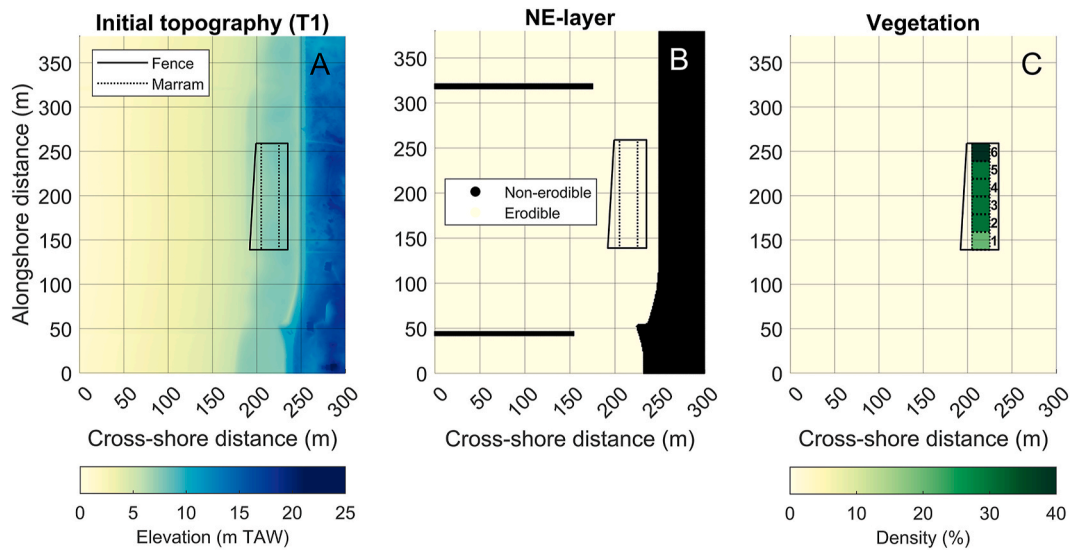 Initial topography (T1)
A
Fence
Marram
350
300
250
200
150
100
50
0
Alongshore distance (m)
0 50 100 150 200 250 300
Cross-shore distance (m)
0 5 10 15 20 25
Elevation (m TAW)
NE-layer
B
Non-erodible
Erodible
350
300
250
200
150
100
50
0
0 50 100 150 200 250 300
Cross-shore distance (m)
Vegetation
C
350
300
250
200
150
100
50
0
6
5
4
3
2
1
0 50 100 150 200 250 300
Cross-shore distance (m)
0 10 20 30 40
Density (%)